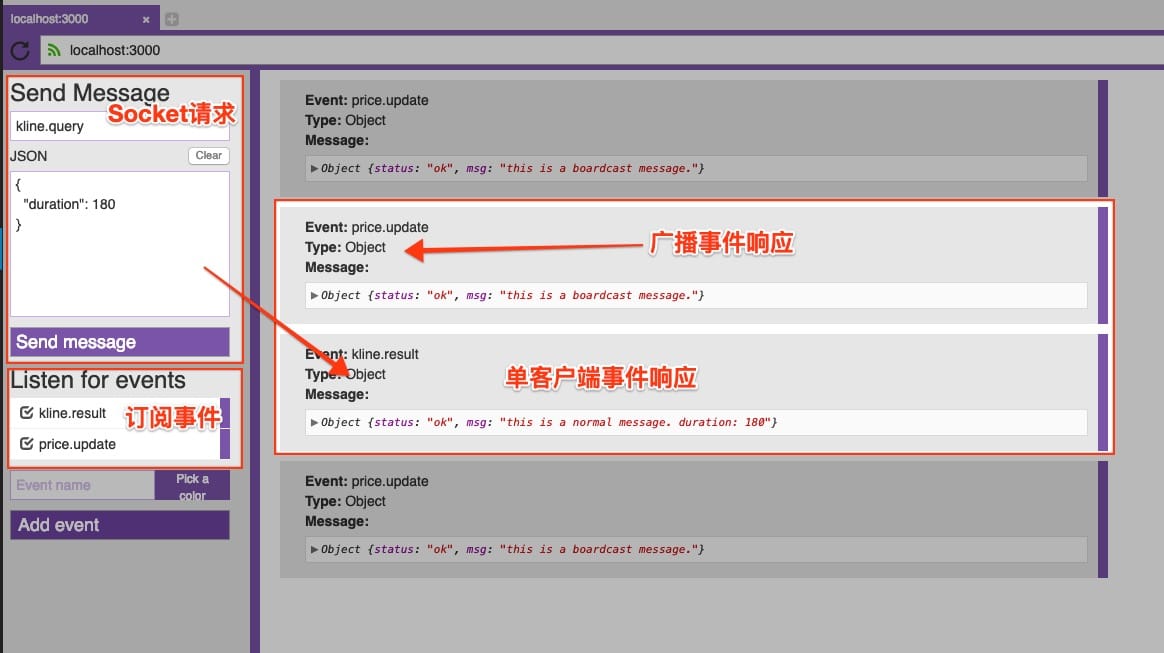 localhost:3000 ×
localhost:3000
Send Message
Socket请求
kline.query
JSON
Clear
{
"duration": 180
}
Send message
Listen for events
kline.result
订阅事件
price.update
Event name
Pick a
color
Add event
Event: price.update
Type: Object
Message:
▶Object {status: "ok", msg: "this is a boardcast message."}
Event: price.update
Type: Object
广播事件响应
Message:
▶Object {status: "ok", msg: "this is a boardcast message."}
Event: kline.result
Type: Object
单客户端事件响应
Message:
▶Object {status: "ok", msg: "this is a normal message. duration: 180"}
Event: price.update
Type: Object
Message:
▶Object {status: "ok", msg: "this is a boardcast message."}